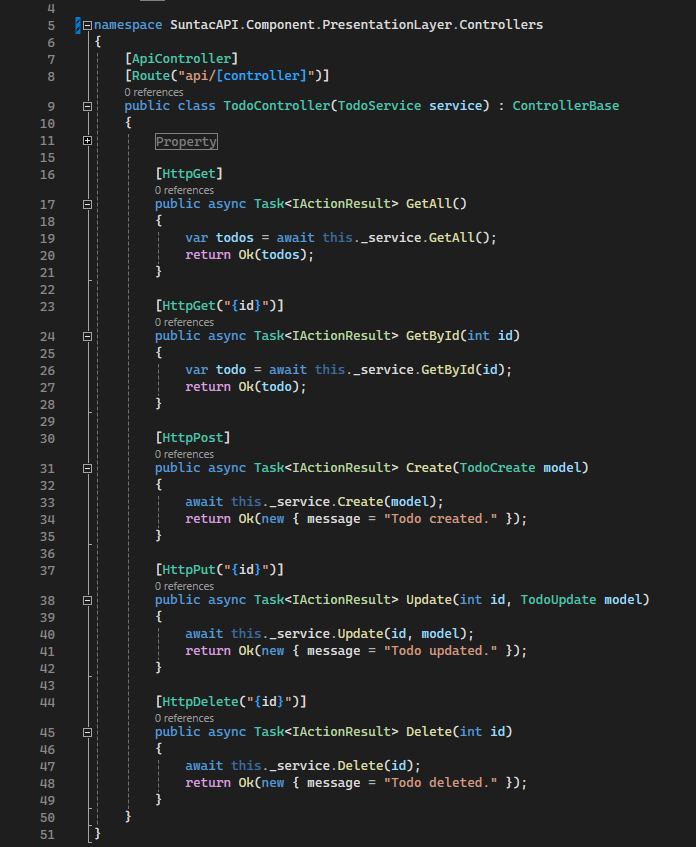 4
5 namespace SuntacAPI.Component.PresentationLayer.Controllers
6 {
7 [ApiController]
8 [Route("api/[controller]")]
0 references
9 public class TodoController(TodoService service) : ControllerBase
10 {
11 Property
15
16 [HttpGet]
0 references
17 public async Task<IActionResult> GetAll()
18 {
19 var todos = await this._service.GetAll();
20 return Ok(todos);
21 }
22
23 [HttpGet("{id}")]
0 references
24 public async Task<IActionResult> GetById(int id)
25 {
26 var todo = await this._service.GetById(id);
27 return Ok(todo);
28 }
29
30 [HttpPost]
0 references
31 public async Task<IActionResult> Create(TodoCreate model)
32 {
33 await this._service.Create(model);
34 return Ok(new { message = "Todo created." });
35 }
36
37 [HttpPut("{id}")]
0 references
38 public async Task<IActionResult> Update(int id, TodoUpdate model)
39 {
40 await this._service.Update(id, model);
41 return Ok(new { message = "Todo updated." });
42 }
43
44 [HttpDelete("{id}")]
0 references
45 public async Task<IActionResult> Delete(int id)
46 {
47 await this._service.Delete(id);
48 return Ok(new { message = "Todo deleted." });
49 }
50 }
51 }